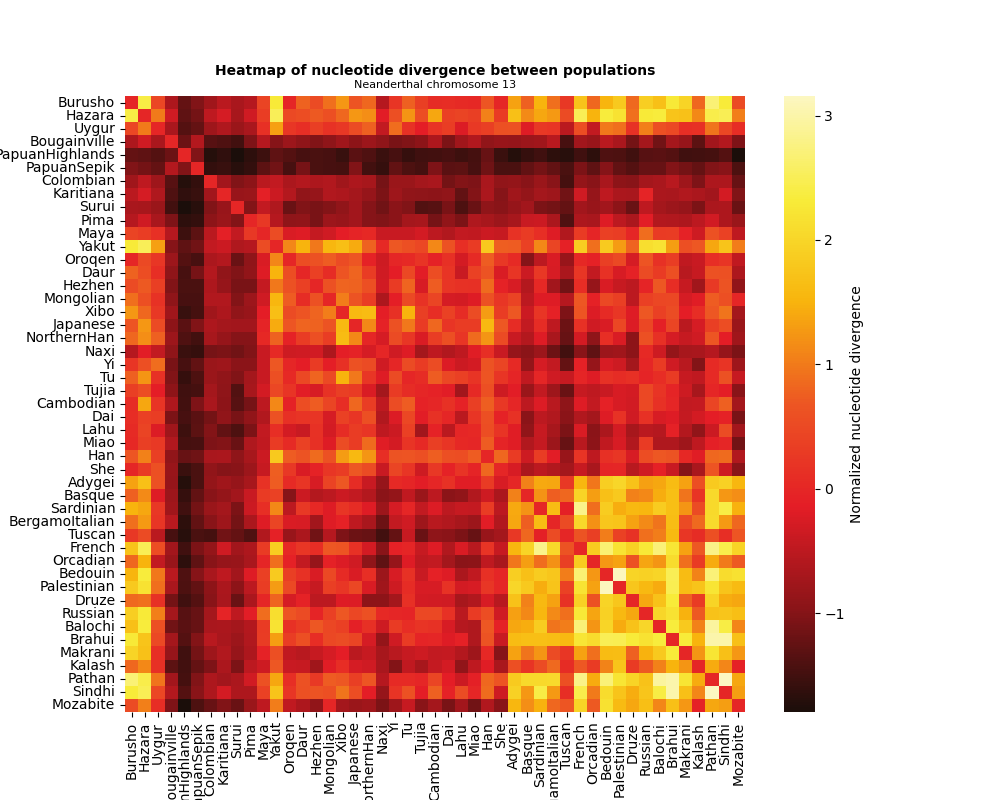 Heatmap of nucleotide divergence between populations
Neanderthal chromosome 13
Burusho
Hazara
Uygur
Bougainville
PapuanHighlands
PapuanSepik
Colombian
Karitiana
Surui
Pima
Maya
Yakut
Oroqen
Daur
Hezhen
Mongolian
Xibo
Japanese
NorthernHan
Naxi
Yi
Tu
Tujia
Cambodian
Dai
Lahu
Miao
Han
She
Adygei
Basque
Sardinian
BergamoItalian
Tuscan
French
Orcadian
Bedouin
Palestinian
Druze
Russian
Balochi
Brahui
Makrani
Kalash
Pathan
Sindhi
Mozabite
Burusho
Hazara
Uygur
ougainville
nHighlands
apuanSepik
Colombian
Karitiana
Surui
Pima
Maya
Yakut
Oroqen
Daur
Hezhen
Mongolian
Xibo
Japanese
orthernHan
Naxi
Yi
Tu
Tujia
Cambodian
Dai
Lahu
Miao
Han
She
Adygei
Basque
Sardinian
amoItalian
Tuscan
French
Orcadian
Bedouin
Palestinian
Druze
Russian
Balochi
Brahui
Makrani
Kalash
Pathan
Sindhi
Mozabite
3
2
1
0
−1
Normalized nucleotide divergence